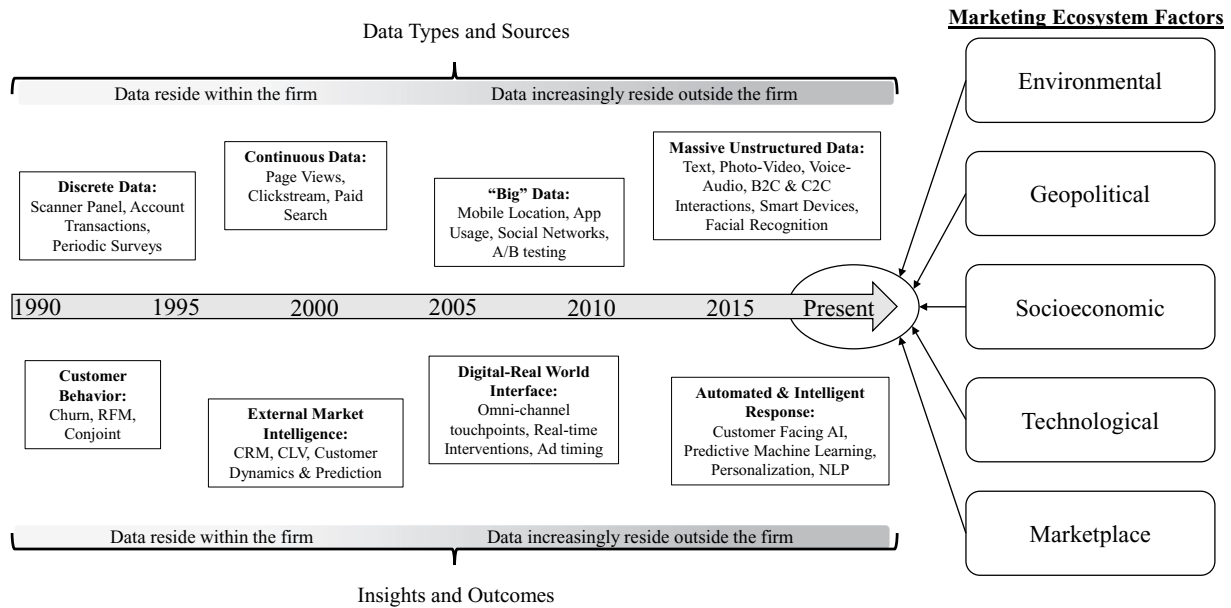 Marketing Ecosystem Factors
Data Types and Sources
Data reside within the firm
Data increasingly reside outside the firm
Discrete Data:
Scanner Panel, Account
Transactions,
Periodic Surveys
Continuous Data:
Page Views,
Clickstream, Paid
Search
“Big” Data:
Mobile Location, App
Usage, Social Networks,
A/B testing
Massive Unstructured Data:
Text, Photo-Video, Voice-
Audio, B2C & C2C
Interactions, Smart Devices,
Facial Recognition
1990 1995 2000 2005 2010 2015 Present
Customer
Behavior:
Churn, RFM,
Conjoint
External Market
Intelligence:
CRM, CLV, Customer
Dynamics & Prediction
Digital-Real World
Interface:
Omni-channel
touchpoints, Real-time
Interventions, Ad timing
Automated & Intelligent
Response:
Customer Facing AI,
Predictive Machine Learning,
Personalization, NLP
Data reside within the firm
Data increasingly reside outside the firm
Insights and Outcomes
Environmental
Geopolitical
Socioeconomic
Technological
Marketplace